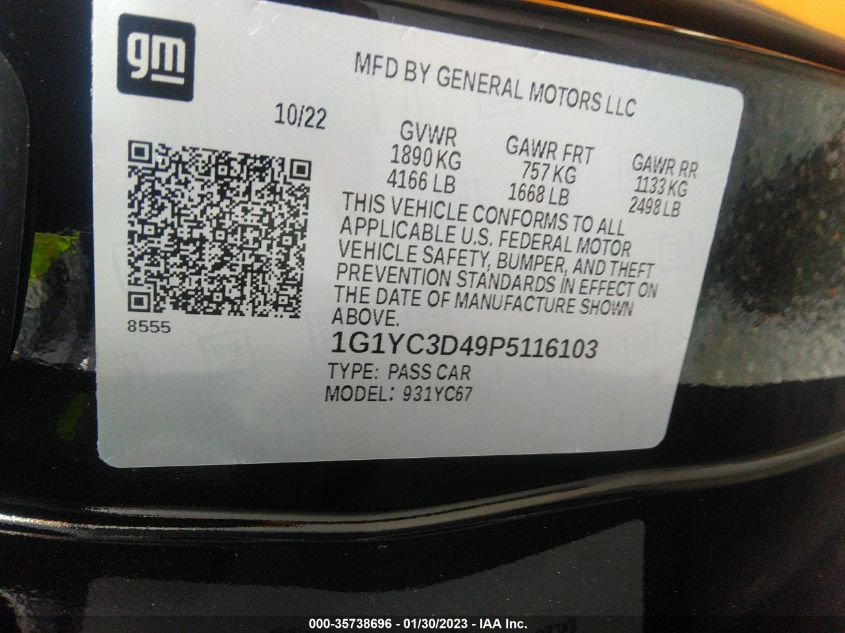 gm
MFD BY GENERAL MOTORS LLC
10/22
GVWR
1890 KG
4166 LB
GAWR FRT
757 KG
1668 LB
GAWR RR
1133 KG
2498 LB
THIS VEHICLE CONFORMS TO ALL
APPLICABLE U.S. FEDERAL MOTOR
VEHICLE SAFETY, BUMPER, AND THEFT
PREVENTION STANDARDS IN EFFECT ON
THE DATE OF MANUFACTURE SHOWN
ABOVE.
8555
1G1YC3D49P5116103
TYPE: PASS CAR
MODEL: 931YC67
000-35738696 - 01/30/2023 - IAA Inc.